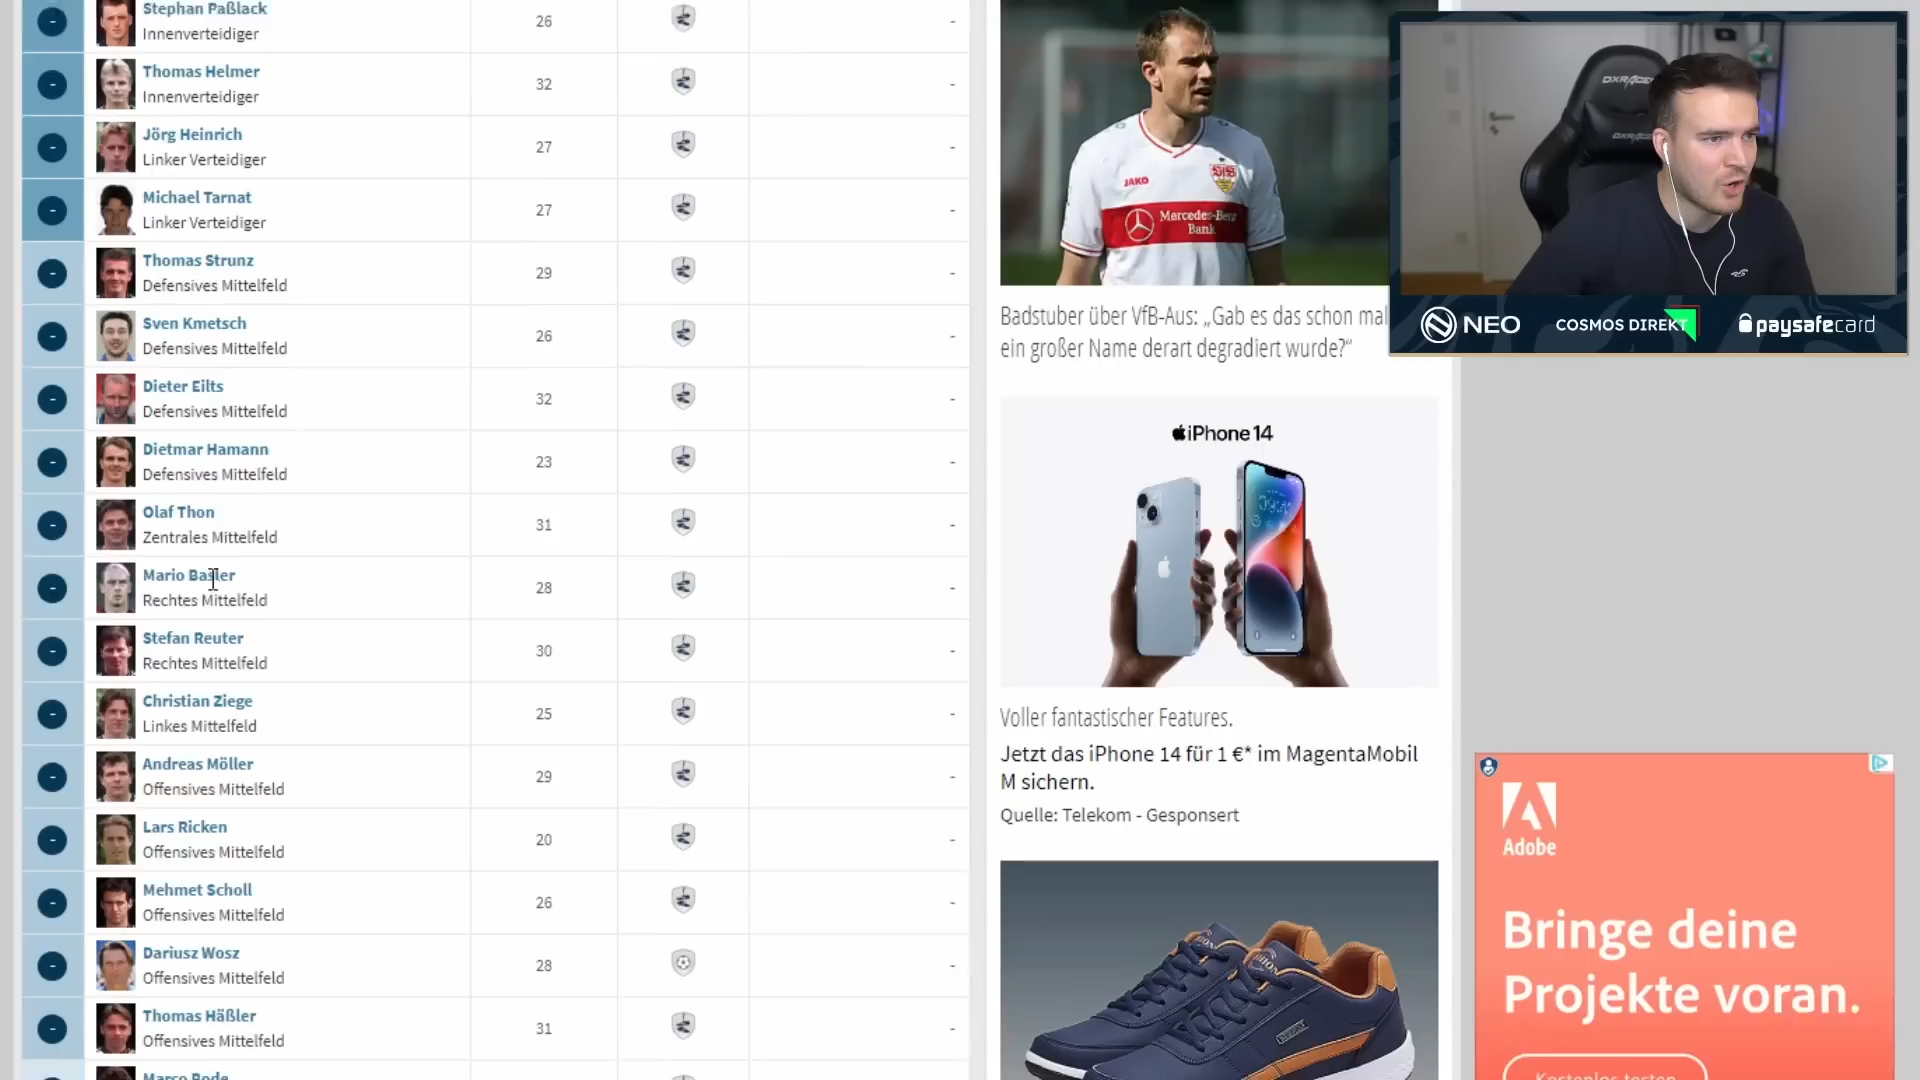 Stephan Paßlack
Innenverteidiger
26
-
Thomas Helmer
Innenverteidiger
32
-
Jörg Heinrich
Linker Verteidiger
27
-
Michael Tarnat
Linker Verteidiger
27
-
Thomas Strunz
Defensives Mittelfeld
29
-
Sven Kmetsch
Defensives Mittelfeld
26
-
Dieter Eilts
Defensives Mittelfeld
32
-
Dietmar Hamann
Defensives Mittelfeld
23
-
Olaf Thon
Zentrales Mittelfeld
31
-
Mario Basler
Rechtes Mittelfeld
28
-
Stefan Reuter
Rechtes Mittelfeld
30
-
Christian Ziege
Linkes Mittelfeld
25
-
Andreas Möller
Offensives Mittelfeld
29
-
Lars Ricken
Offensives Mittelfeld
20
-
Mehmet Scholl
Offensives Mittelfeld
26
-
Dariusz Wosz
Offensives Mittelfeld
28
-
Thomas Häßler
Offensives Mittelfeld
31
-
Marco Bode
JAKO
Mercedes-Benz
Bank
Badstuber über VfB-Aus: „Gab es das schon mal,
ein großer Name derart degradiert wurde?“
iPhone 14
Voller fantastischer Features.
Jetzt das iPhone 14 für 1 €* im MagentaMobil
M sichern.
Quelle: Telekom - Gesponsert
DXRACER
NEO
COSMOS DIREKT
paysafecard
Adobe
Bringe deine
Projekte voran.
Kostenlos testen